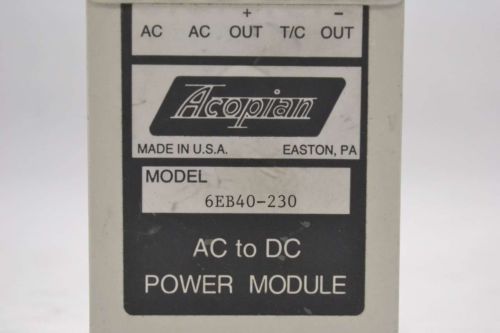 + −
AC AC OUT T/C OUT
Acopian
MADE IN U.S.A. EASTON, PA
MODEL
6EB40-230
AC to DC
POWER MODULE